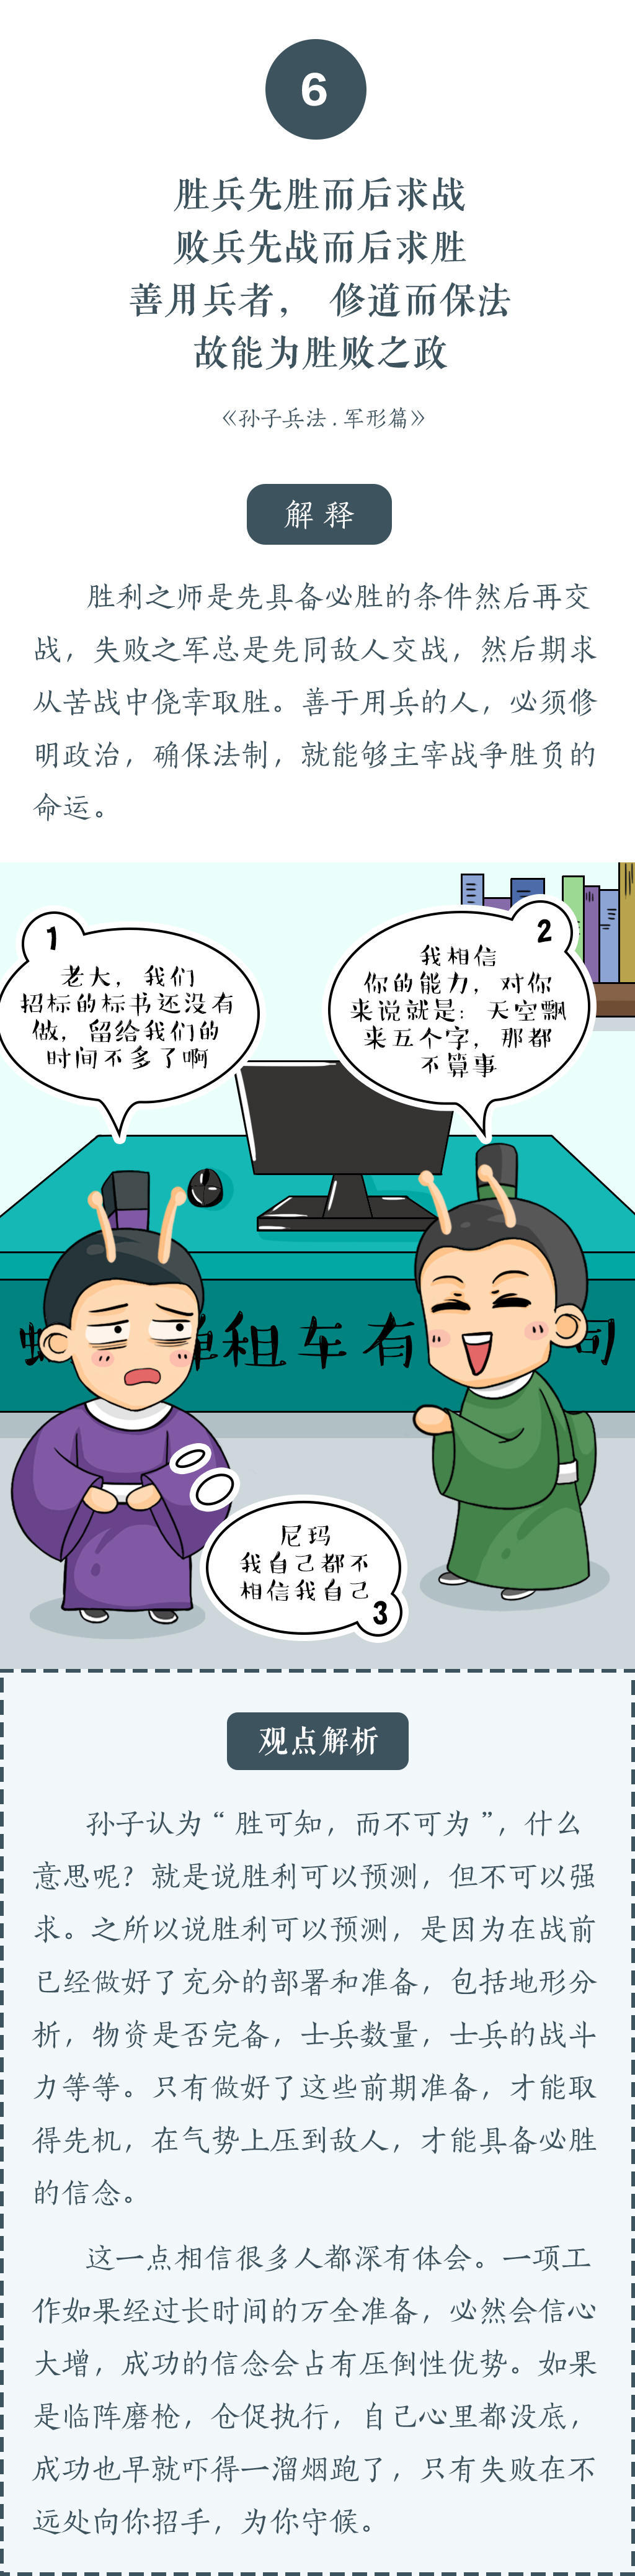 6
胜兵先胜而后求战
败兵先战而后求胜
善用兵者， 修道而保法
故能为胜败之政
《孙子兵法．军形篇》
解 释
胜利之师是先具备必胜的条件然后再交
战，失败之军总是先同敌人交战，然后期求
从苦战中侥幸取胜。善于用兵的人，必须修
明政治，确保法制，就能够主宰战争胜负的
命运。
1
老大，我们
招标的标书还没有
做，留给我们的
时间不多了啊
2
我相信
你的能力，对你
来说就是：天空飘
来五个字，那都
不算事
租车有
司
尼玛
我自己都不
相信我自己
3
观点解析
孙子认为“胜可知，而不可为”，什么
意思呢？就是说胜利可以预测，但不可以强
求。之所以说胜利可以预测，是因为在战前
已经做好了充分的部署和准备，包括地形分
析，物资是否完备，士兵数量，士兵的战斗
力等等。只有做好了这些前期准备，才能取
得先机，在气势上压到敌人，才能具备必胜
的信念。
这一点相信很多人都深有体会。一项工
作如果经过长时间的万全准备，必然会信心
大增，成功的信念会占有压倒性优势。如果
是临阵磨枪，仓促执行，自己心里都没底，
成功也早就吓得一溜烟跑了，只有失败在不
远处向你招手，为你守候。